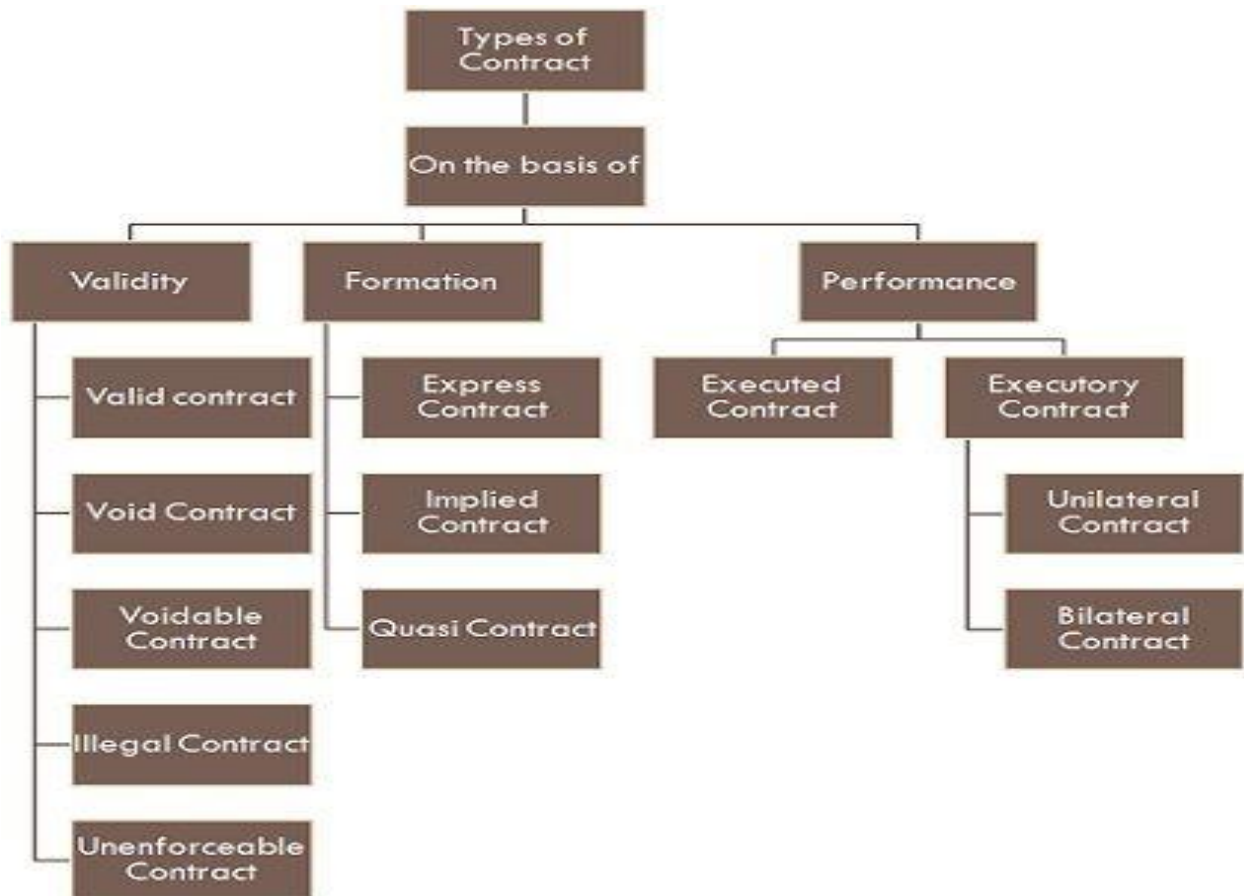 Types of
Contract
On the basis of
Validity
Formation
Performance
Valid contract
Express
Contract
Executed
Contract
Executory
Contract
Void Contract
Implied
Contract
Unilateral
Contract
Voidable
Contract
Quasi Contract
Bilateral
Contract
Illegal Contract
Unenforceable
Contract